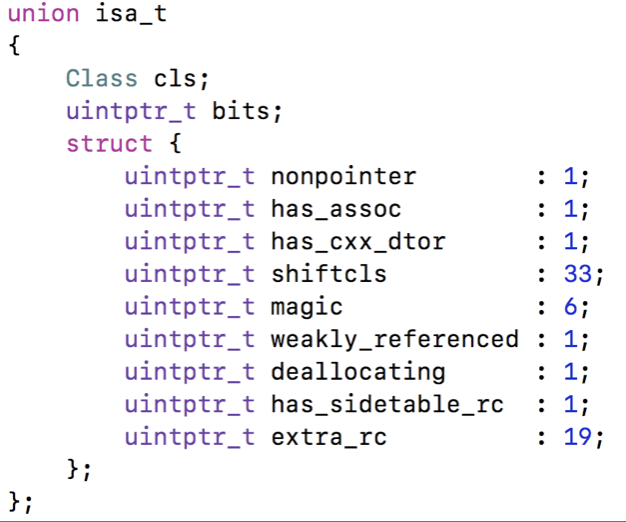 union isa_t
{
    Class cls;
    uintptr_t bits;
    struct {
        uintptr_t nonpointer        : 1;
        uintptr_t has_assoc         : 1;
        uintptr_t has_cxx_dtor      : 1;
        uintptr_t shiftcls          : 33;
        uintptr_t magic             : 6;
        uintptr_t weakly_referenced : 1;
        uintptr_t deallocating      : 1;
        uintptr_t has_sidetable_rc  : 1;
        uintptr_t extra_rc          : 19;
    };
};